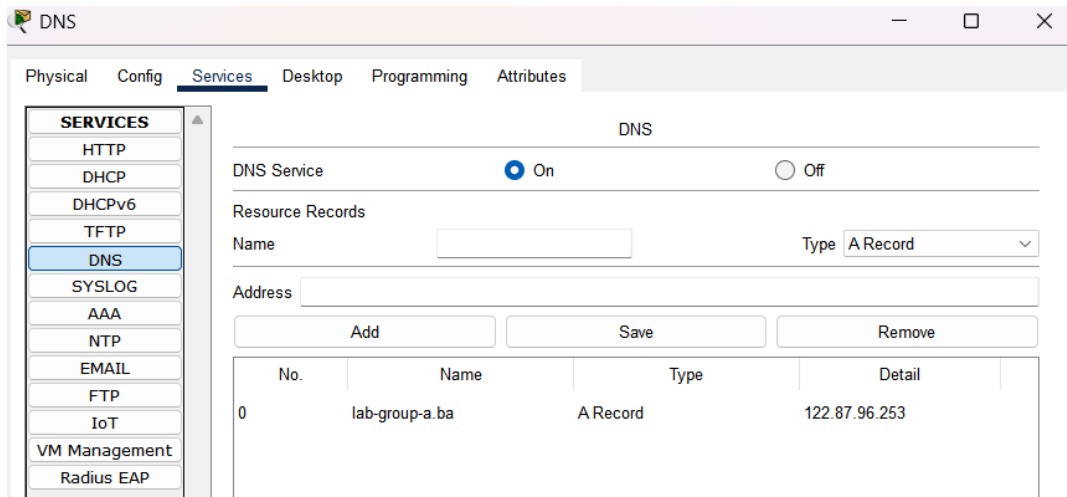 DNS
Physical Config Services Desktop Programming Attributes
SERVICES
HTTP
DHCP
DHCPv6
TFTP
DNS
SYSLOG
AAA
NTP
EMAIL
FTP
IoT
VM Management
Radius EAP
DNS
DNS Service On Off
Resource Records
Name Type A Record
Address
Add Save Remove
No. Name Type Detail
0 lab-group-a.ba A Record 122.87.96.253